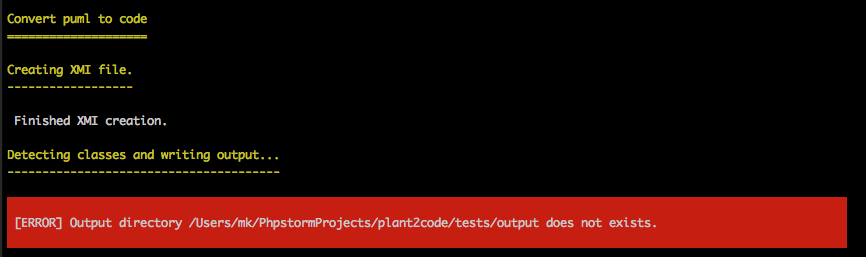 Convert puml to code
====================
Creating XMI file.
------------------
Finished XMI creation.
Detecting classes and writing output...
---------------------------------------
[ERROR] Output directory /Users/mk/PhpstormProjects/plant2code/tests/output does not exists.